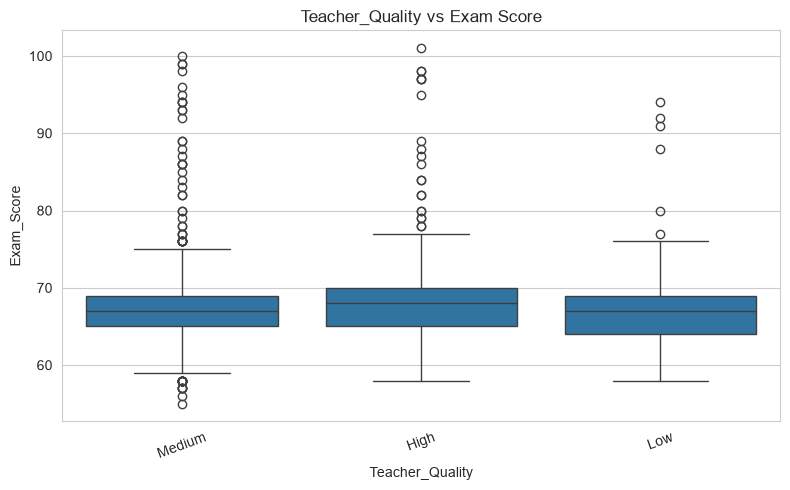 Teacher_Quality vs Exam Score
Exam_Score
100
90
80
70
60
Medium
High
Low
Teacher_Quality